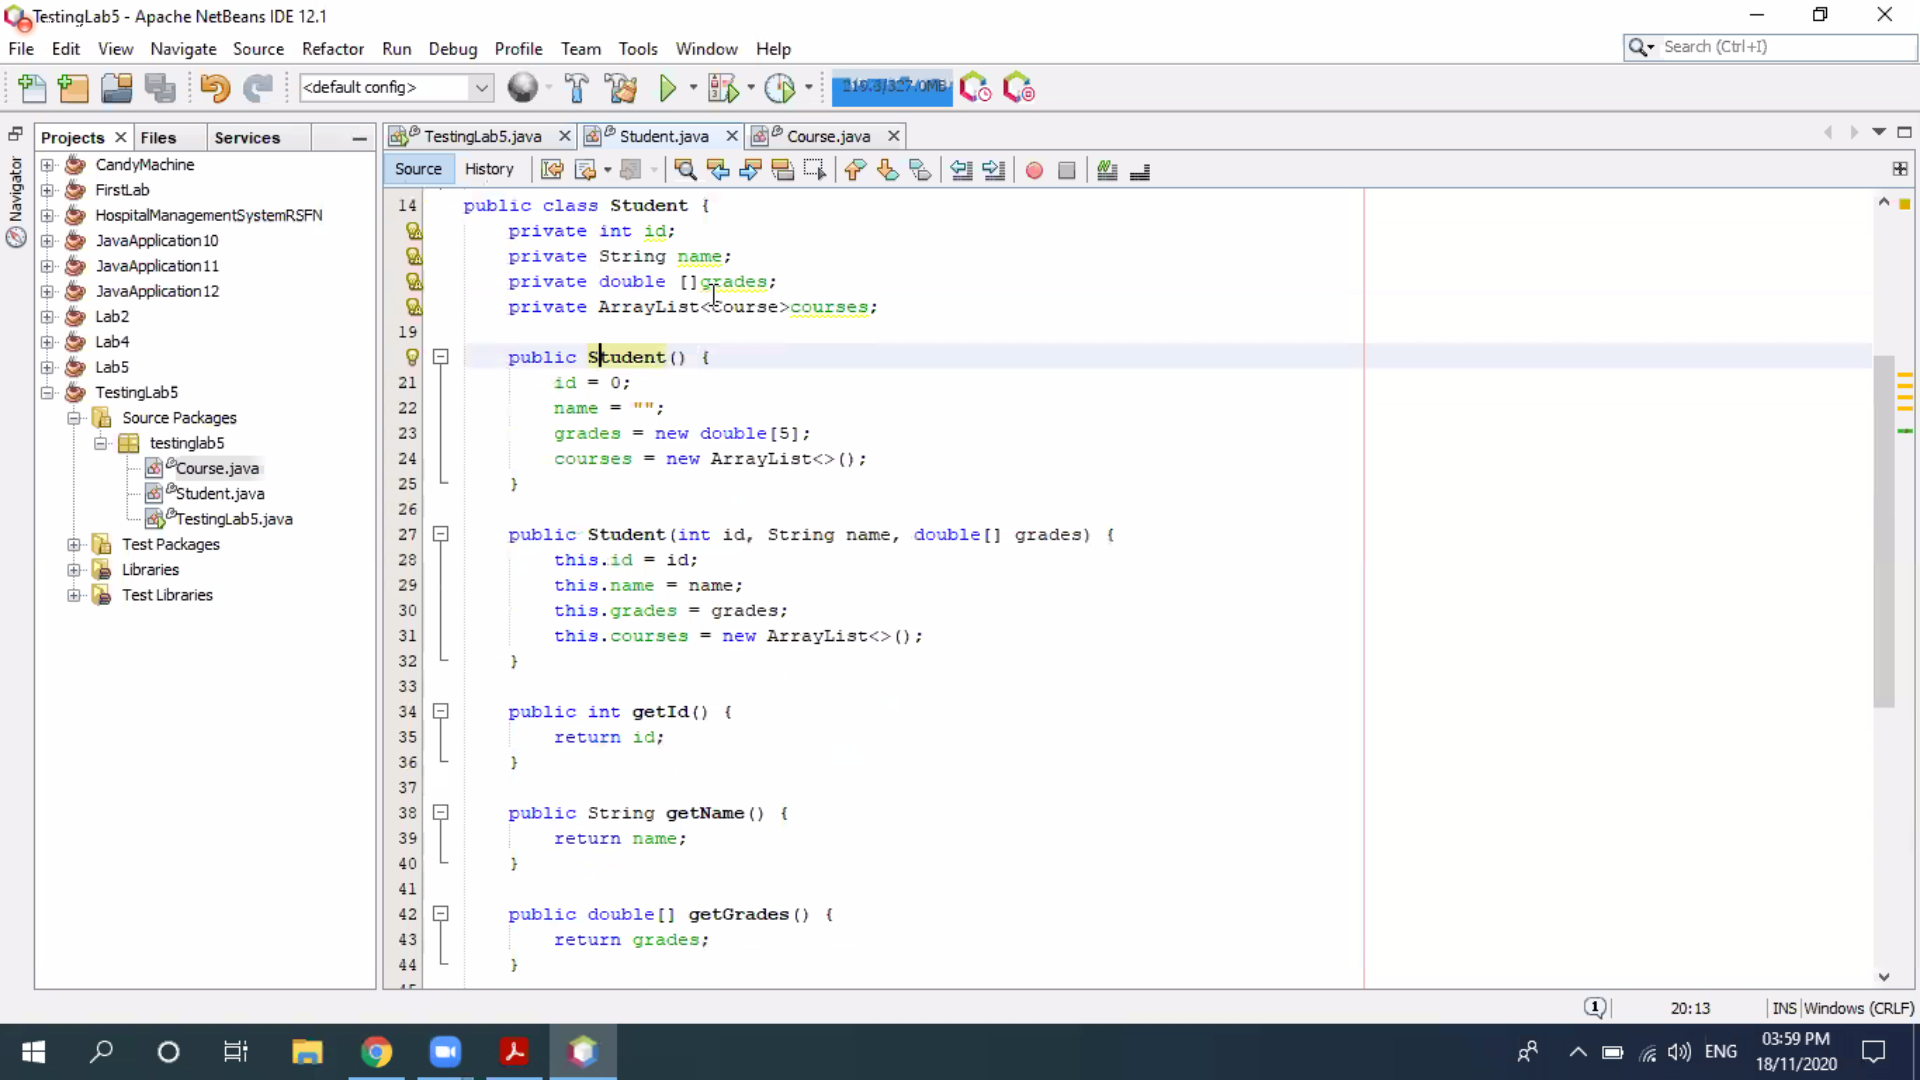 TestingLab5 - Apache NetBeans IDE 12.1
File Edit View Navigate Source Refactor Run Debug Profile Team Tools Window Help
Search (Ctrl+I)
<default config>
219.8/327.0MB
Projects Files Services
TestingLab5.java Student.java Course.java
Source History
Navigator
CandyMachine
FirstLab
HospitalManagementSystemRSFN
JavaApplication10
JavaApplication11
JavaApplication12
Lab2
Lab4
Lab5
TestingLab5
Source Packages
testinglab5
Course.java
Student.java
TestingLab5.java
Test Packages
Libraries
Test Libraries
14 public class Student {
private int id;
private String name;
private double []grades;
private ArrayList<Course>courses;
19
public Student() {
21 id = 0;
22 name = "";
23 grades = new double[5];
24 courses = new ArrayList<>();
25 }
26
27 public Student(int id, String name, double[] grades) {
28 this.id = id;
29 this.name = name;
30 this.grades = grades;
31 this.courses = new ArrayList<>();
32 }
33
34 public int getId() {
35 return id;
36 }
37
38 public String getName() {
39 return name;
40 }
41
42 public double[] getGrades() {
43 return grades;
44 }
1 20:13 INS Windows (CRLF)
ENG
03:59 PM
18/11/2020